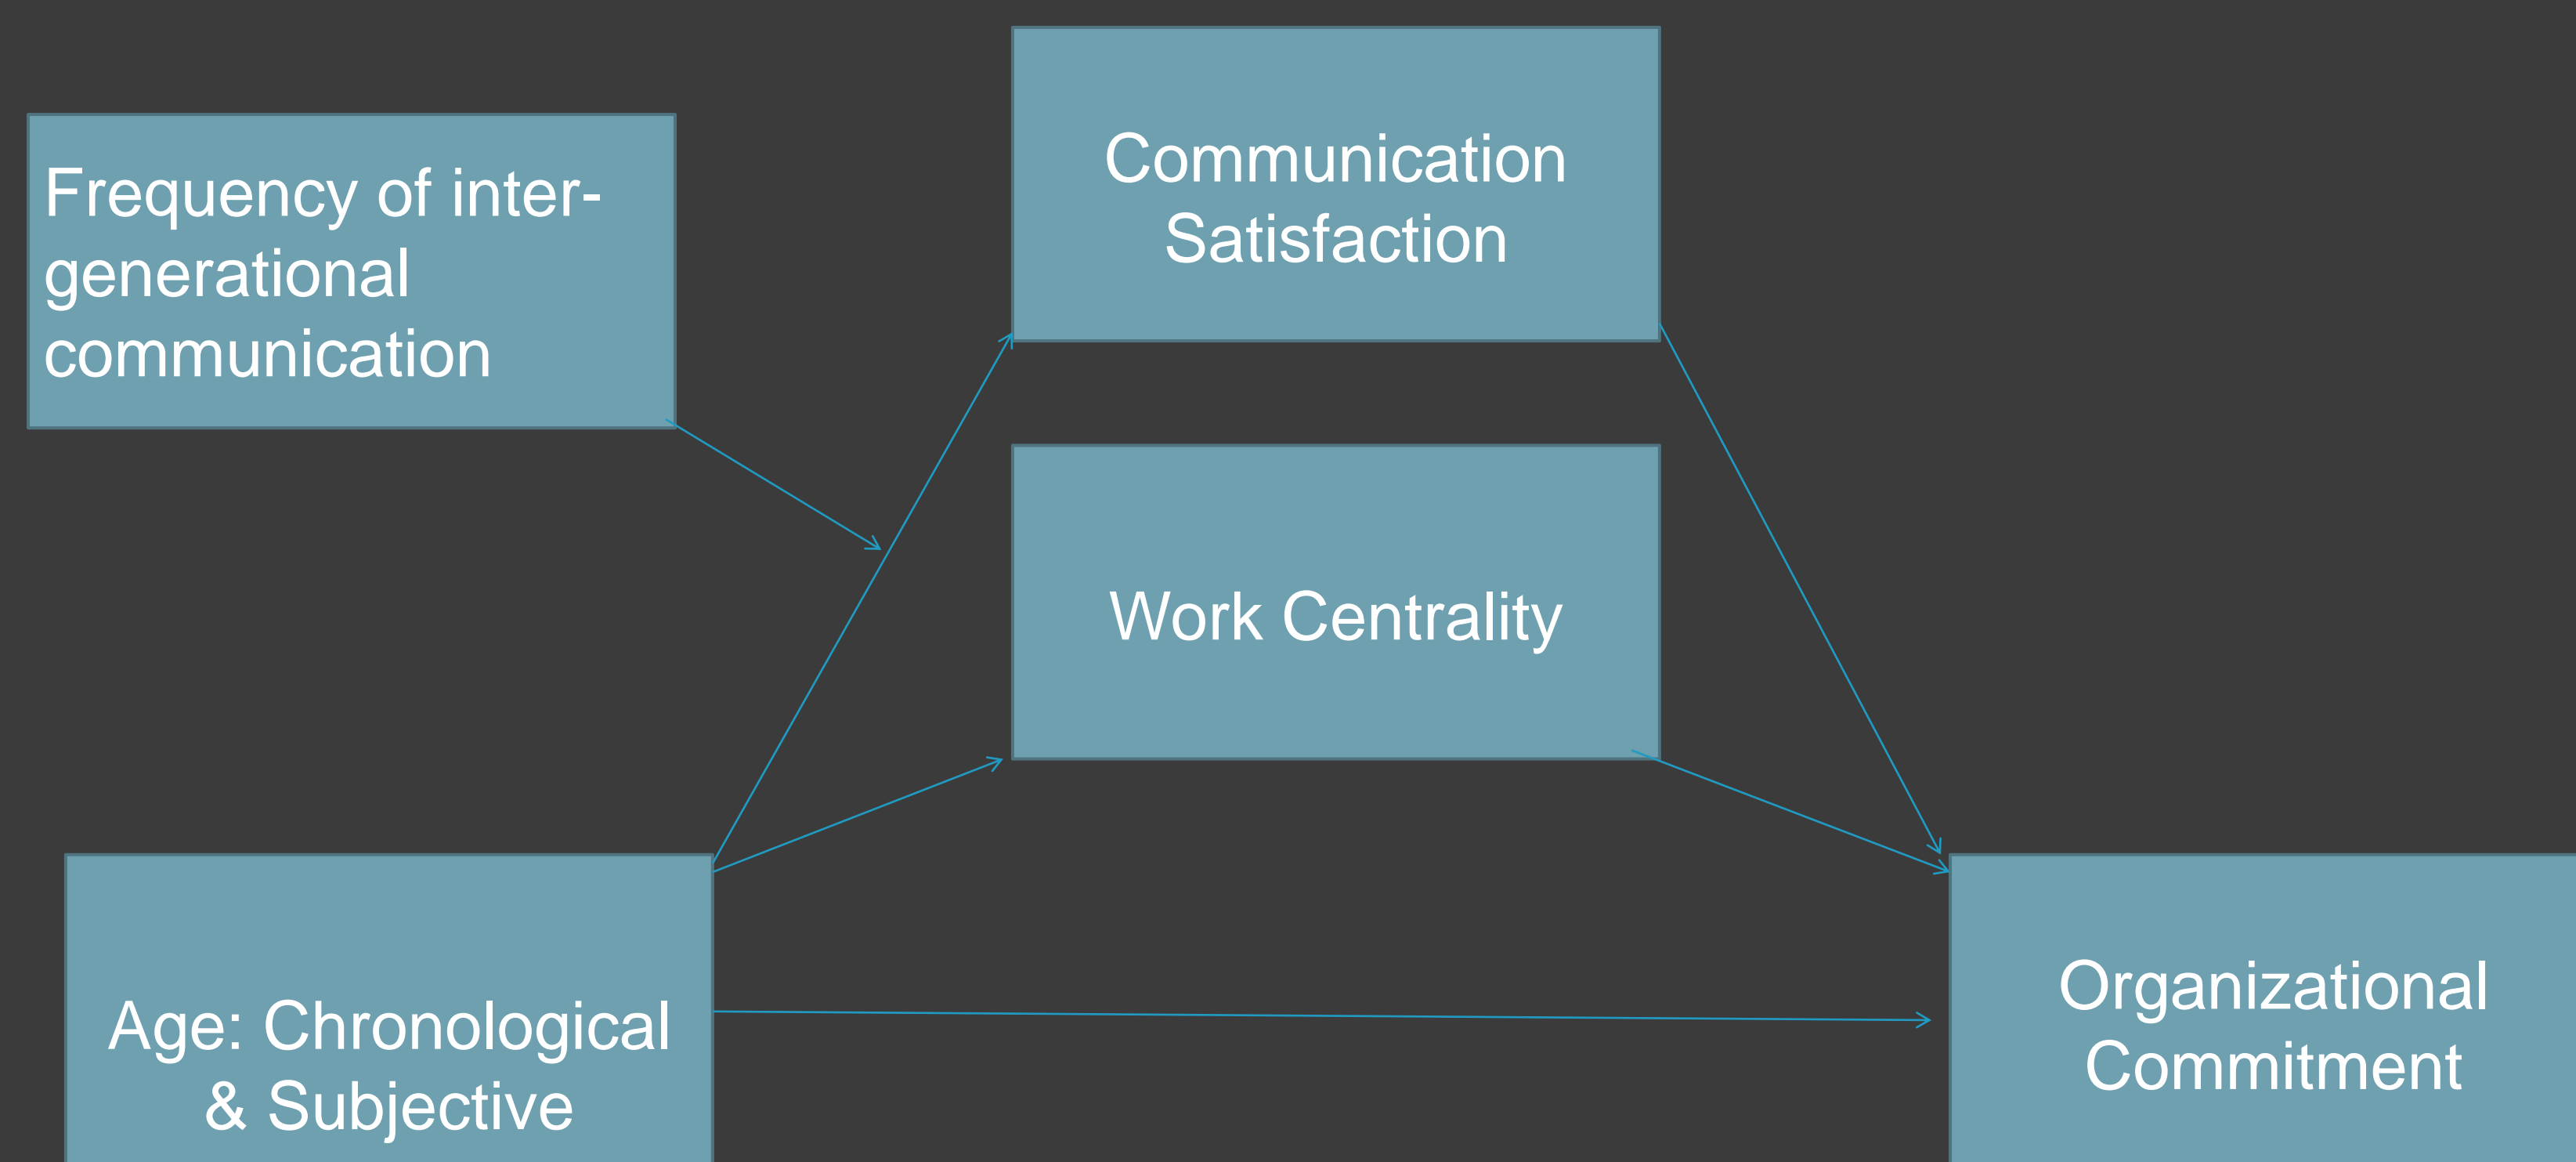 Communication
Satisfaction
Frequency of inter-
generational
communication
Work Centrality
Age: Chronological
& Subjective
Organizational
Commitment